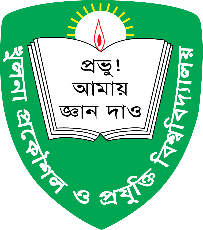 প্রভু!
আমায়
জ্ঞান দাও
খুলনা প্রকৌশল ও প্রযুক্তি বিশ্ববিদ্যালয়